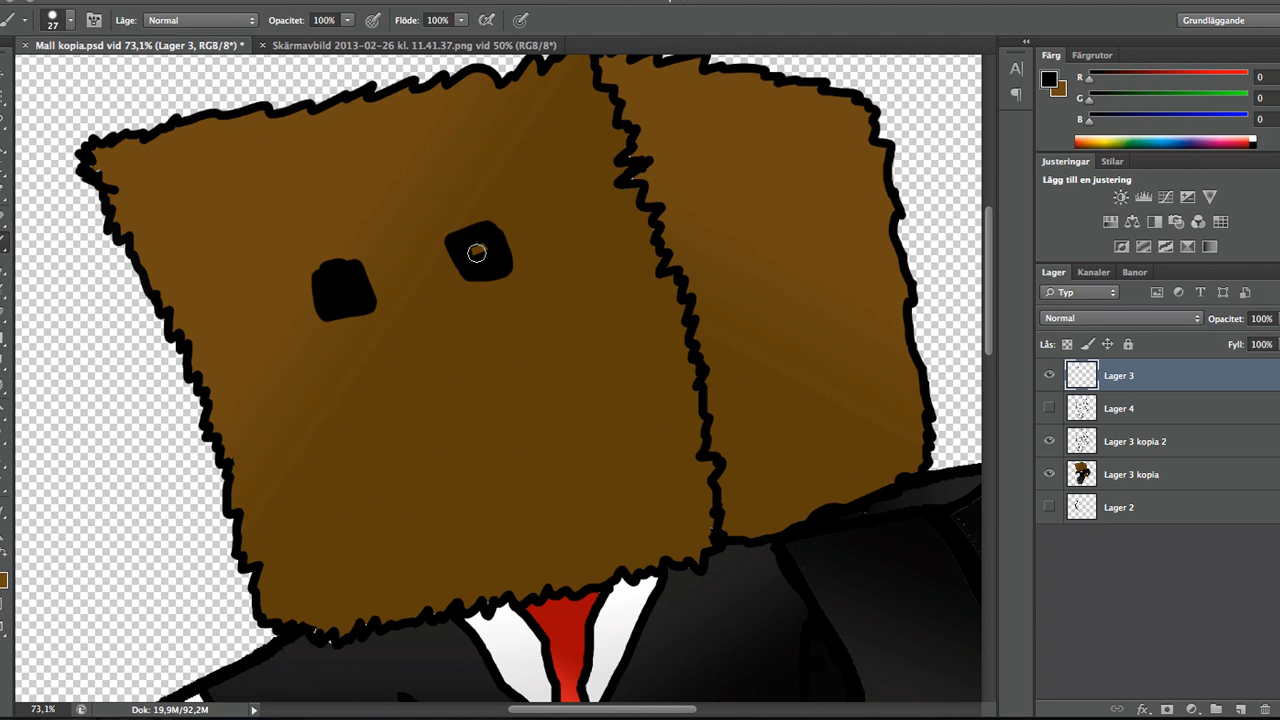 27 Läge: Normal Opacitet: 100% Flöde: 100% Grundläggande
× Mall kopia.psd vid 73,1% (Lager 3, RGB/8*) * × Skärmavbild 2013-02-26 kl. 11.41.37.png vid 50% (RGB/8*)
Färg Färgrutor
R 0
G 0
B 0
Justeringar Stilar
Lägg till en justering
Lager Kanaler Banor
Typ
Normal Opacitet: 100%
Lås: Fyll: 100%
Lager 3
Lager 4
Lager 3 kopia 2
Lager 3 kopia
Lager 2
73,1% Dok: 19,9M/92,2M
fx